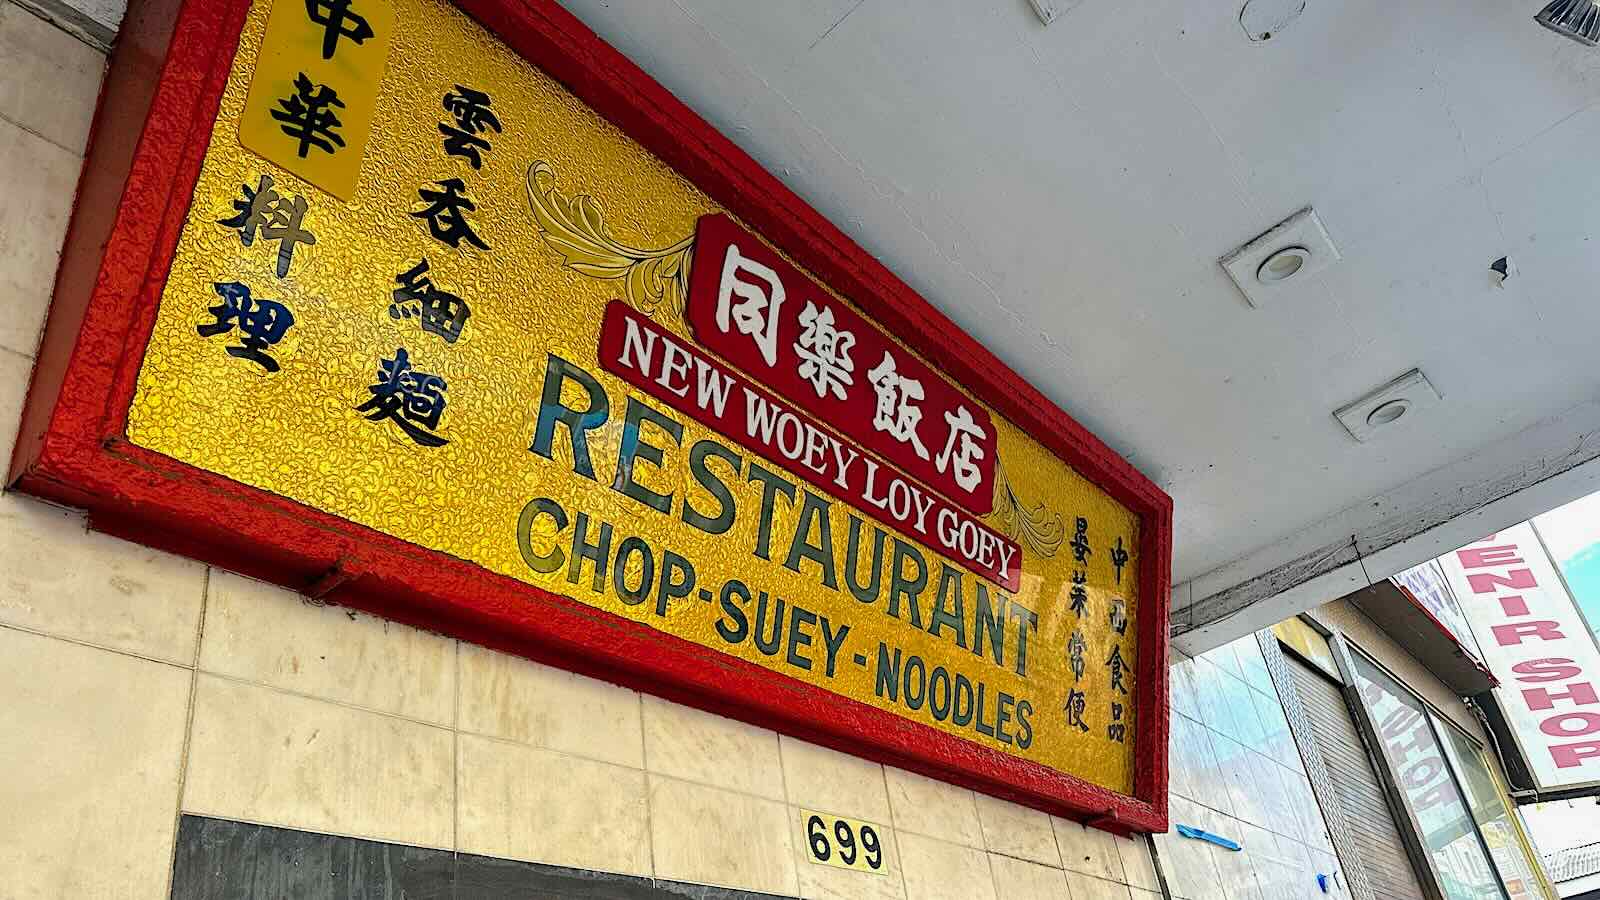 中華料理
雲吞細麵
同樂飯店
NEW WOEY LOY GOEY
RESTAURANT
CHOP-SUEY-NOODLES
晏菜常便
中西食品
699
ENIR SHOP